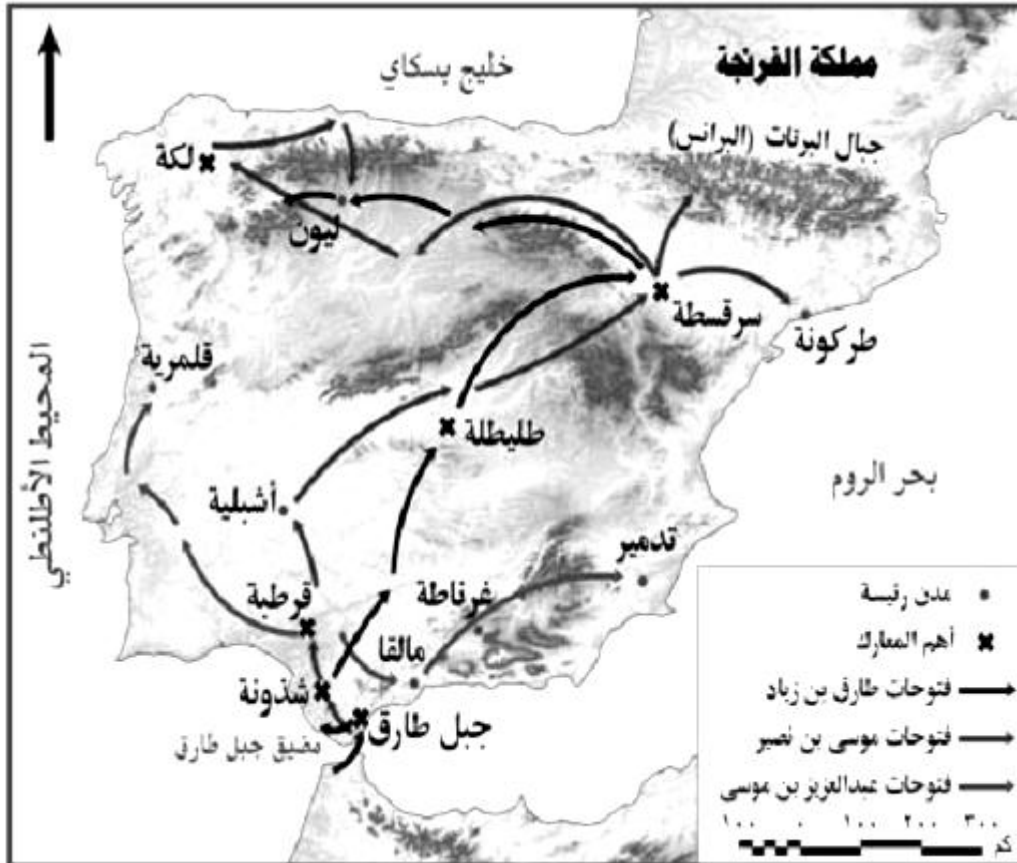 خليج بسكاي
مملكة الفرنجة
جبال البرنات (البرانس)
لكة
ليون
سرقسطة
طركونة
قلمرية
المحيط الأطلنطي
طليطلة
بحر الروم
أشبلية
تدمير
قرطبة
غرناطة
مالقا
شذونة
جبل طارق
مضيق جبل طارق
مدن رئيسة
أهم المعارك
فتوحات طارق بن زياد
فتوحات موسى بن نصير
فتوحات عبدالعزيز بن موسى
١٠٠ ٠ ١٠٠ ٢٠٠ ٣٠٠
كم